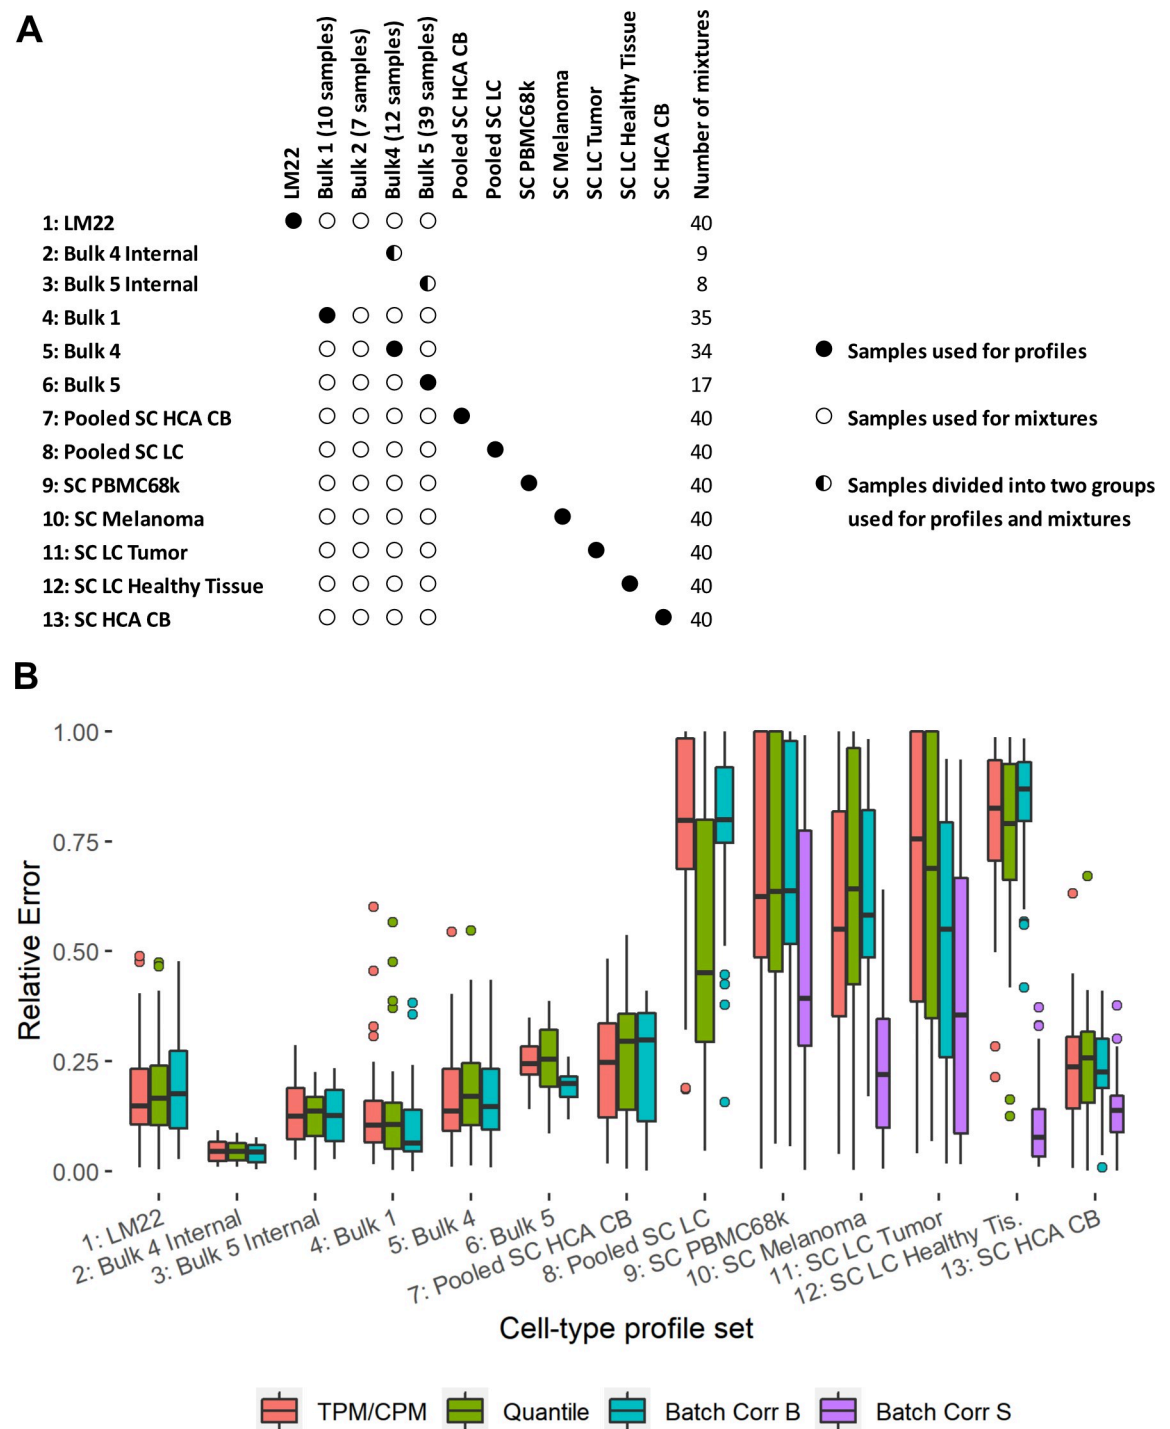 A
LM22
Bulk 1 (10 samples)
Bulk 2 (7 samples)
Bulk4 (12 samples)
Bulk 5 (39 samples)
Pooled SC HCA CB
Pooled SC LC
SC PBMC68k
SC Melanoma
SC LC Tumor
SC LC Healthy Tissue
SC HCA CB
Number of mixtures
1: LM22 40
2: Bulk 4 Internal 9
3: Bulk 5 Internal 8
4: Bulk 1 35
5: Bulk 4 34
6: Bulk 5 17
7: Pooled SC HCA CB 40
8: Pooled SC LC 40
9: SC PBMC68k 40
10: SC Melanoma 40
11: SC LC Tumor 40
12: SC LC Healthy Tissue 40
13: SC HCA CB 40
Samples used for profiles
Samples used for mixtures
Samples divided into two groups
used for profiles and mixtures
B
Relative Error
1.00
0.75
0.50
0.25
0.00
1: LM22
2: Bulk 4 Internal
3: Bulk 5 Internal
4: Bulk 1
5: Bulk 4
6: Bulk 5
7: Pooled SC HCA CB
8: Pooled SC LC
9: SC PBMC68k
10: SC Melanoma
11: SC LC Tumor
12: SC LC Healthy Tis.
13: SC HCA CB
Cell-type profile set
TPM/CPM Quantile Batch Corr B Batch Corr S